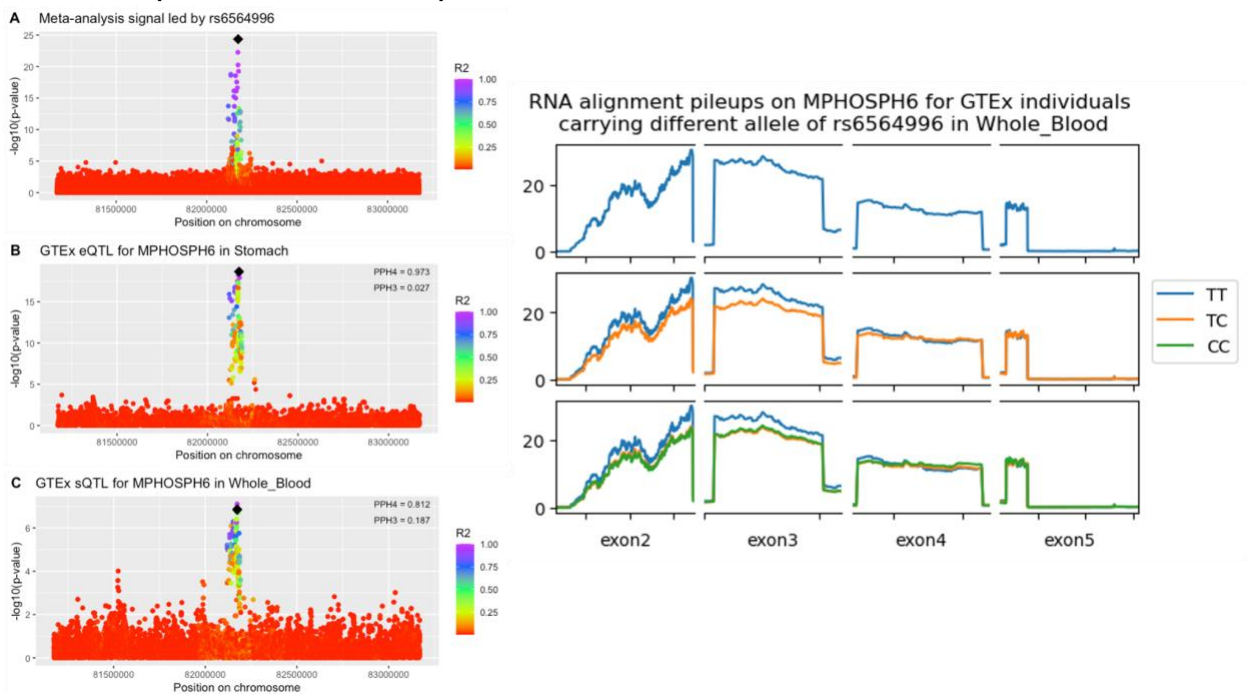 A Meta-analysis signal led by rs6564996
25
20
15
10
5
0
-log10(p-value)
81500000 82000000 82500000 83000000
Position on chromosome
R2
1.00
0.75
0.50
0.25
B GTEx eQTL for MPHOSPH6 in Stomach
PPH4 = 0.973
PPH3 = 0.027
15
10
5
0
-log10(p-value)
81500000 82000000 82500000 83000000
Position on chromosome
R2
1.00
0.75
0.50
0.25
C GTEx sQTL for MPHOSPH6 in Whole_Blood
PPH4 = 0.812
PPH3 = 0.187
6
4
2
0
-log10(p-value)
81500000 82000000 82500000 83000000
Position on chromosome
R2
1.00
0.75
0.50
0.25
RNA alignment pileups on MPHOSPH6 for GTEx individuals
carrying different allele of rs6564996 in Whole_Blood
20
0
20
0
20
0
exon2 exon3 exon4 exon5
TT
TC
CC